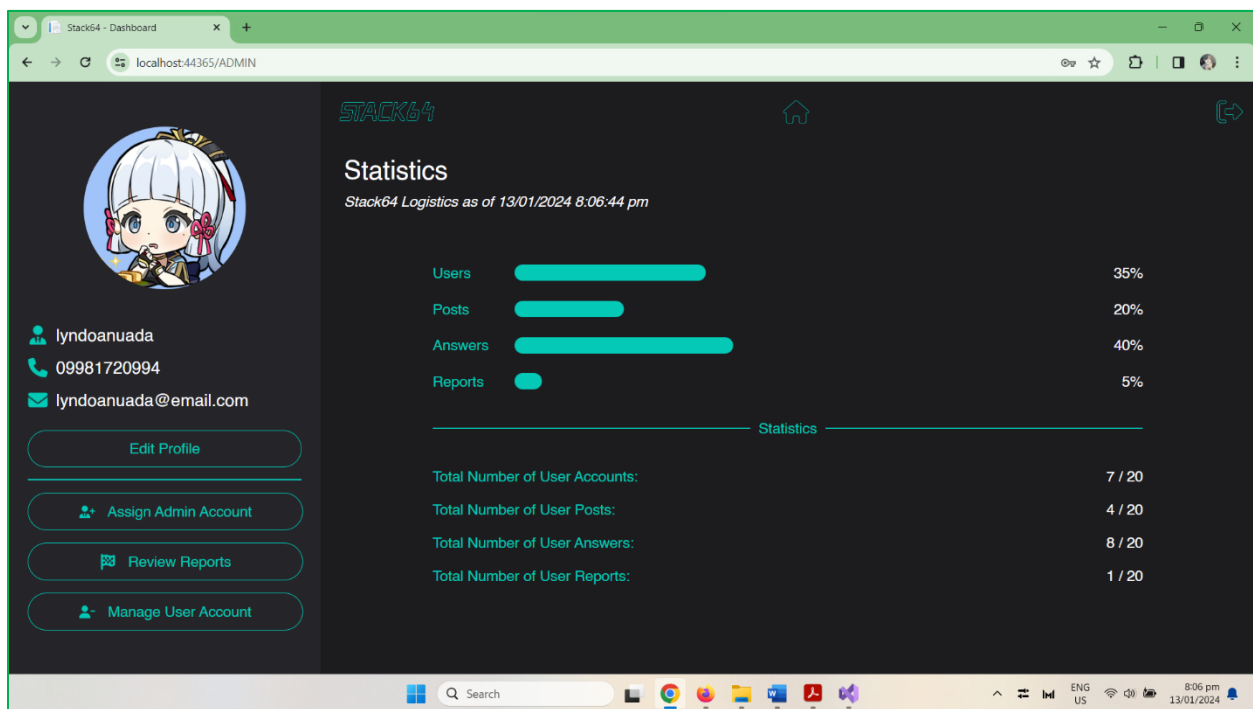 Stack64 - Dashboard
localhost:44365/ADMIN
STACK64
Statistics
Stack64 Logistics as of 13/01/2024 8:06:44 pm
Users 35%
Posts 20%
Answers 40%
Reports 5%
Statistics
Total Number of User Accounts: 7 / 20
Total Number of User Posts: 4 / 20
Total Number of User Answers: 8 / 20
Total Number of User Reports: 1 / 20
lyndoanuada
09981720994
lyndoanuada@email.com
Edit Profile
Assign Admin Account
Review Reports
Manage User Account
Search
ENG
US
8:06 pm
13/01/2024